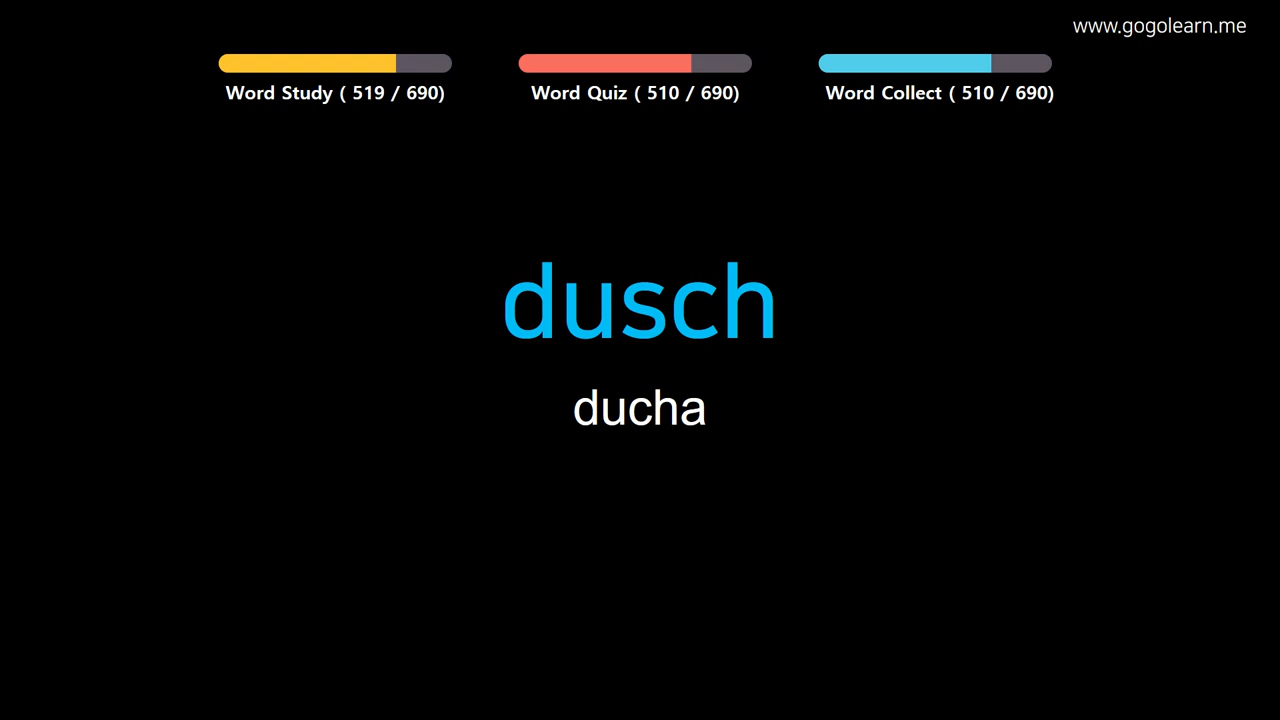 www.gogolearn.me
Word Study ( 519 / 690)
Word Quiz ( 510 / 690)
Word Collect ( 510 / 690)
dusch
ducha